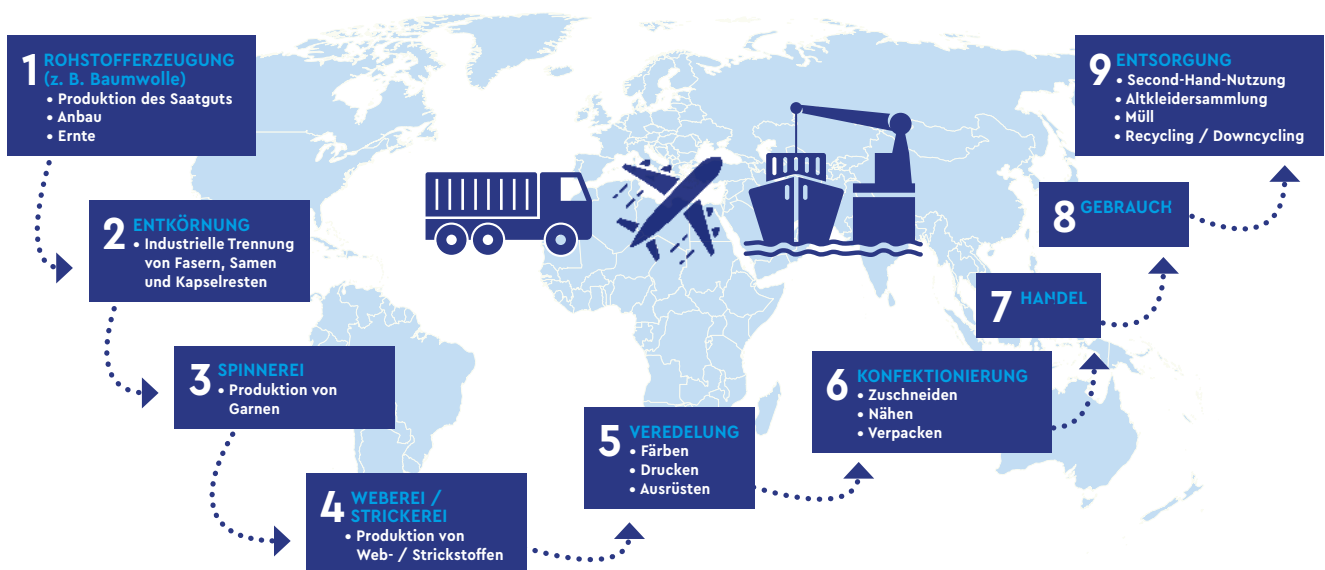 1 ROHSTOFFERZEUGUNG
(z. B. Baumwolle)
• Produktion des Saatguts
• Anbau
• Ernte
2 ENTKÖRNUNG
• Industrielle Trennung
von Fasern, Samen
und Kapselresten
3 SPINNEREI
• Produktion von
Garnen
4 WEBEREI /
STRICKEREI
• Produktion von
Web- / Strickstoffen
5 VEREDELUNG
• Färben
• Drucken
• Ausrüsten
6 KONFEKTIONIERUNG
• Zuschneiden
• Nähen
• Verpacken
7 HANDEL
8 GEBRAUCH
9 ENTSORGUNG
• Second-Hand-Nutzung
• Altkleidersammlung
• Müll
• Recycling / Downcycling